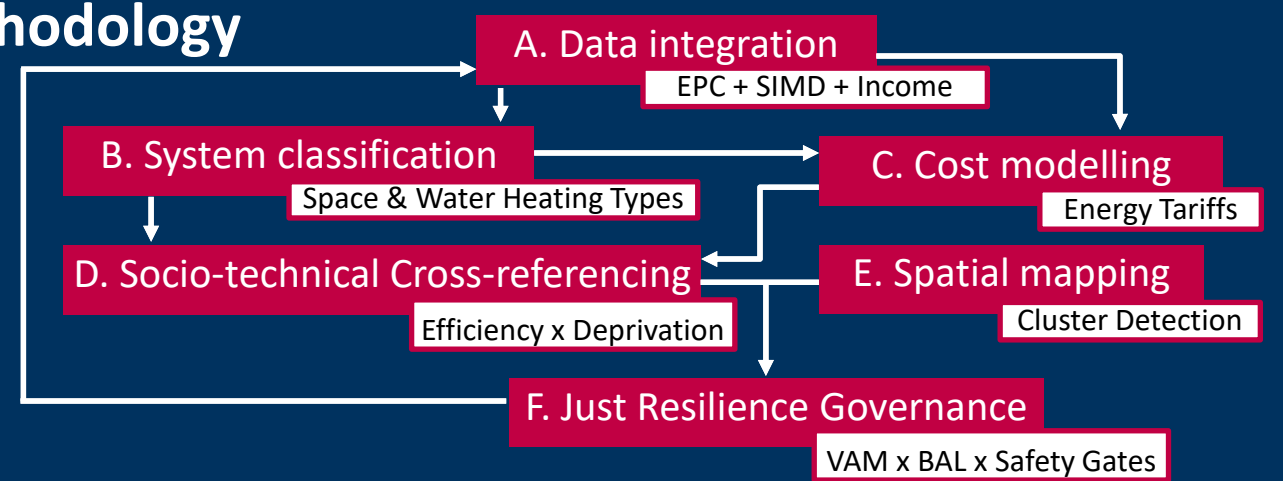 hodology
A. Data integration
EPC + SIMD + Income
B. System classification
Space & Water Heating Types
C. Cost modelling
Energy Tariffs
D. Socio-technical Cross-referencing
Efficiency x Deprivation
E. Spatial mapping
Cluster Detection
F. Just Resilience Governance
VAM x BAL x Safety Gates